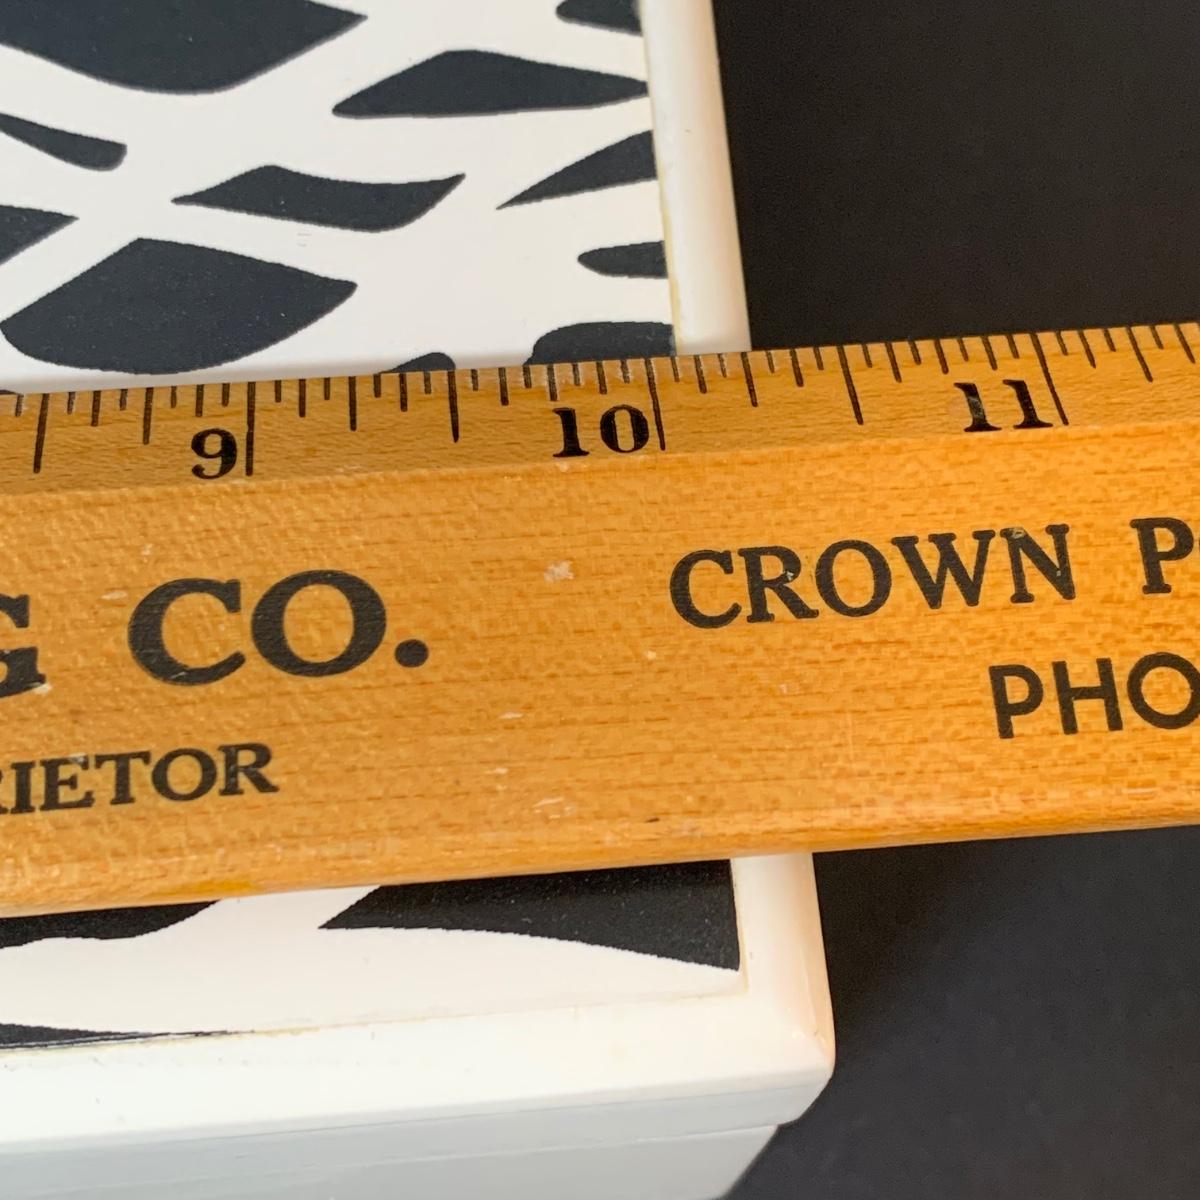 9 10 11
G CO. CROWN P
RIETOR PHO